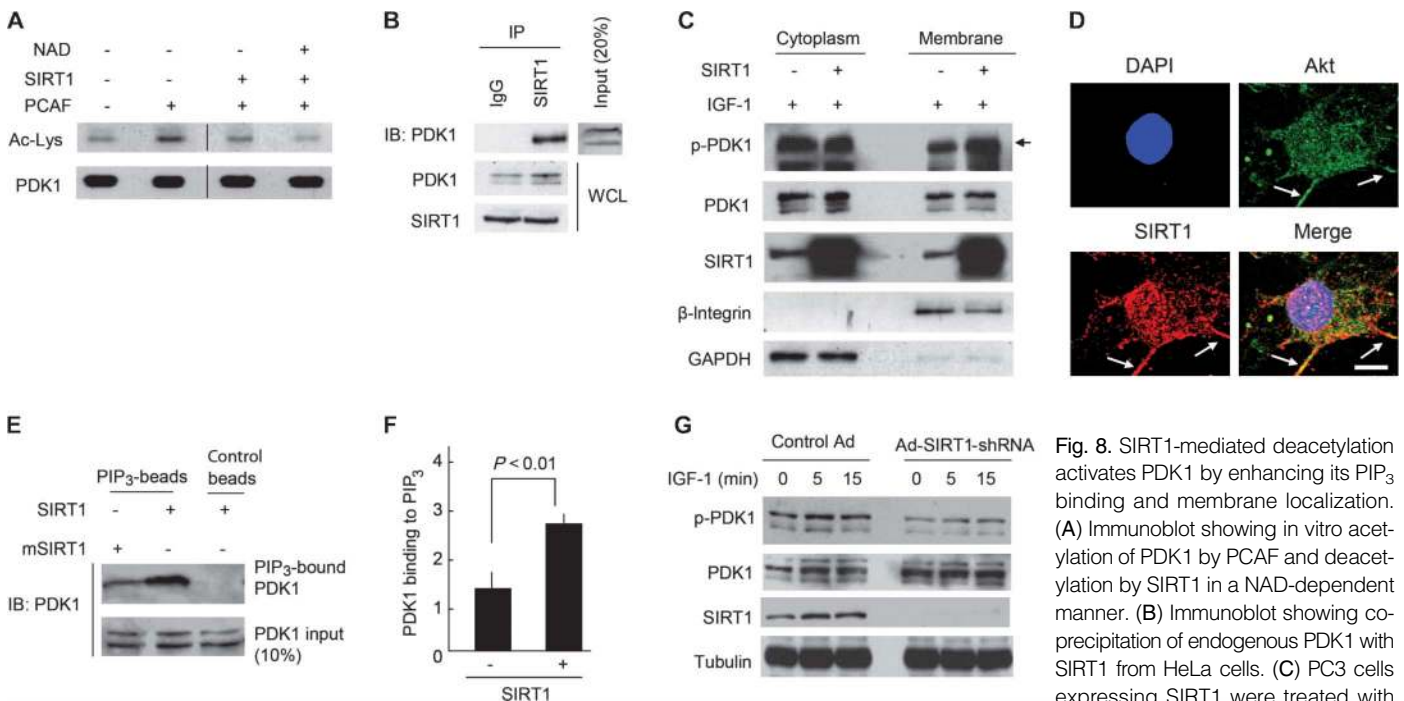 A
NAD - - - +
SIRT1 - - + +
PCAF - + + +
Ac-Lys
PDK1
B
IP
IgG
SIRT1
Input (20%)
IB: PDK1
PDK1
SIRT1
WCL
C
Cytoplasm Membrane
SIRT1 - + - +
IGF-1 + + + +
p-PDK1
PDK1
SIRT1
β-Integrin
GAPDH
D
DAPI Akt
SIRT1 Merge
E
PIP3-beads
Control
beads
SIRT1 - + +
mSIRT1 + - -
IB: PDK1
PIP3-bound
PDK1
PDK1 input
(10%)
F
PDK1 binding to PIP3
4
3
2
1
0
P < 0.01
- +
SIRT1
G
Control Ad Ad-SIRT1-shRNA
IGF-1 (min) 0 5 15 0 5 15
p-PDK1
PDK1
SIRT1
Tubulin
Fig. 8. SIRT1-mediated deacetylation
activates PDK1 by enhancing its PIP3
binding and membrane localization.
(A) Immunoblot showing in vitro acet-
ylation of PDK1 by PCAF and deacet-
ylation by SIRT1 in a NAD-dependent
manner. (B) Immunoblot showing co-
precipitation of endogenous PDK1 with
SIRT1 from HeLa cells. (C) PC3 cells
expressing SIRT1 were treated with